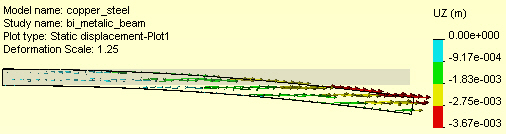 Model name: copper_steel
Study name: bi_metalic_beam
Plot type: Static displacement-Plot1
Deformation Scale: 1.25
UZ (m)
0.00e+000
-9.17e-004
-1.83e-003
-2.75e-003
-3.67e-003